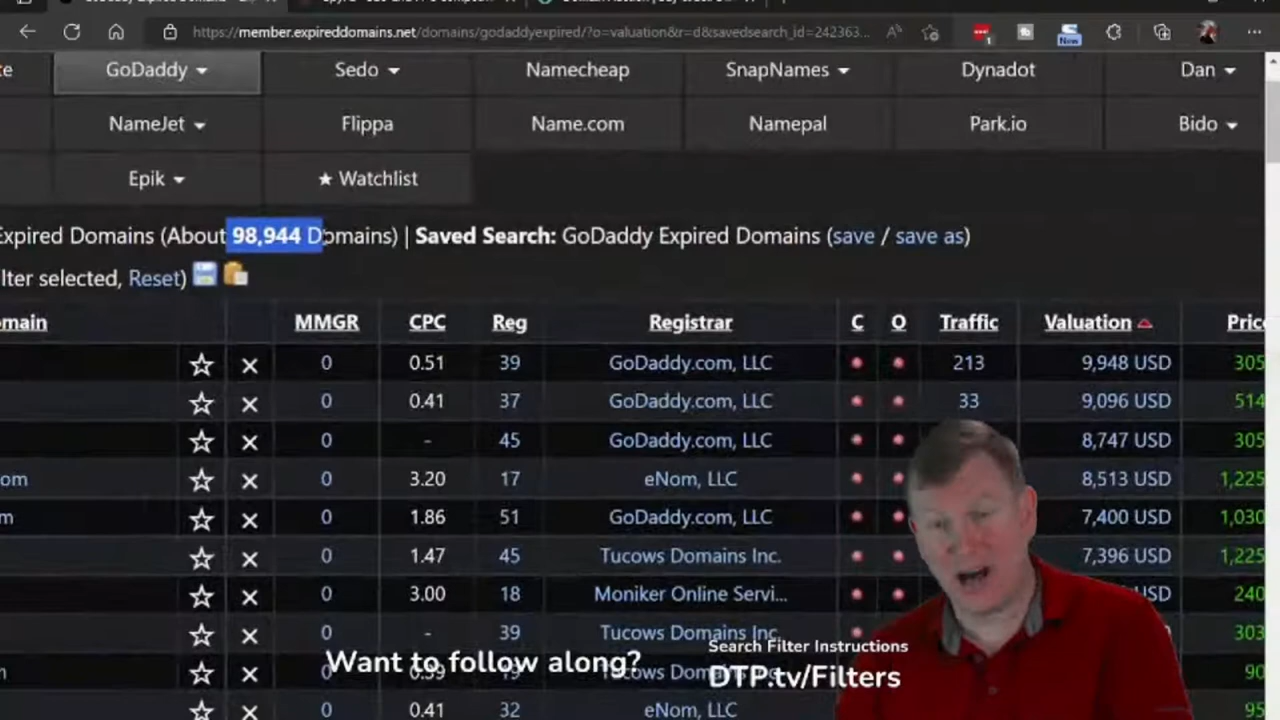 https://member.expireddomains.net/domains/godaddyexpired/?o=valuation&r=d&savedsearch_id=242363...
New
1
GoDaddy Sedo Namecheap SnapNames Dynadot Dan
NameJet Flippa Name.com Namepal Park.io Bido
Epik ★ Watchlist
Expired Domains (About 98,944 Domains) | Saved Search: GoDaddy Expired Domains (save / save as)
lter selected, Reset)
main MMGR CPC Reg Registrar C O Traffic Valuation Price
0 0.51 39 GoDaddy.com, LLC 213 9,948 USD 305
0 0.41 37 GoDaddy.com, LLC 33 9,096 USD 514
0 - 45 GoDaddy.com, LLC 8,747 USD 305
om 0 3.20 17 eNom, LLC 8,513 USD 1,225
m 0 1.86 51 GoDaddy.com, LLC 7,400 USD 1,030
0 1.47 45 Tucows Domains Inc. 7,396 USD 1,225
0 3.00 18 Moniker Online Servi... USD 240
0 - 39 Tucows Domains Inc. 303
Search Filter Instructions
Want to follow along? DTP.tv/Filters
90
0 0.41 32 eNom, LLC 95